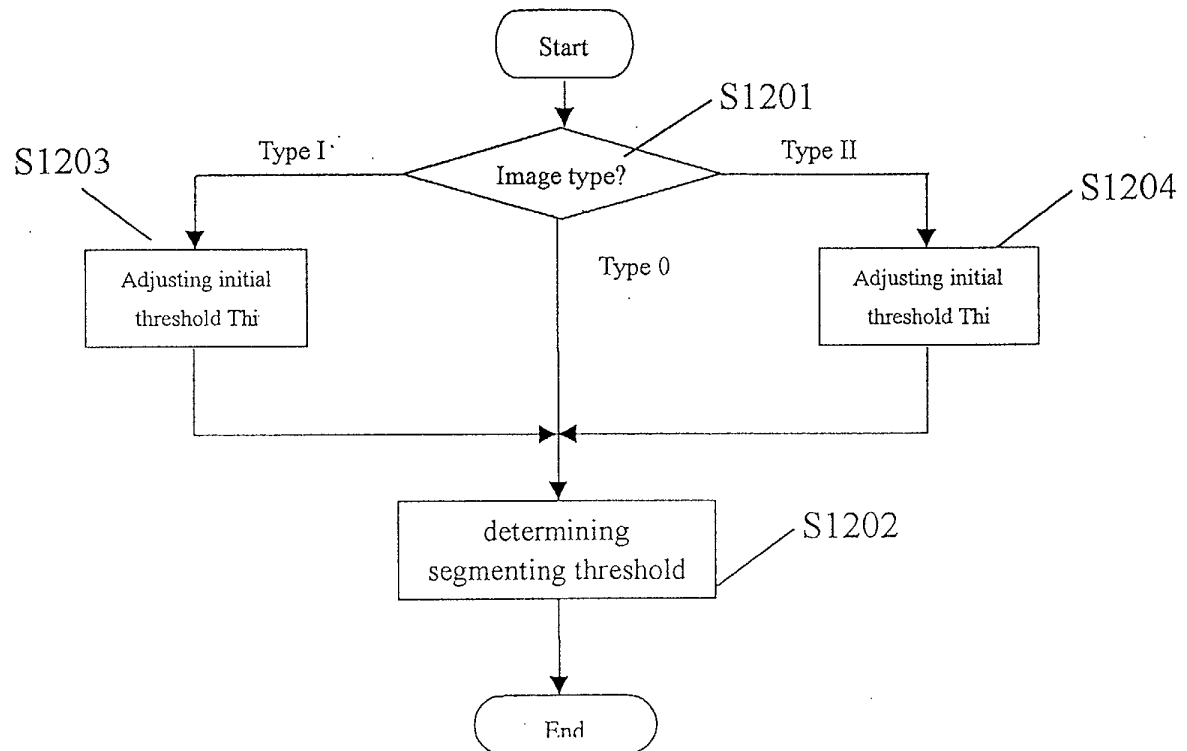 Start
S1201
Type I
Type II
S1203
Image type?
S1204
Adjusting initial
threshold Thi
Type 0
Adjusting initial
threshold Thi
determining
segmenting threshold
S1202
End